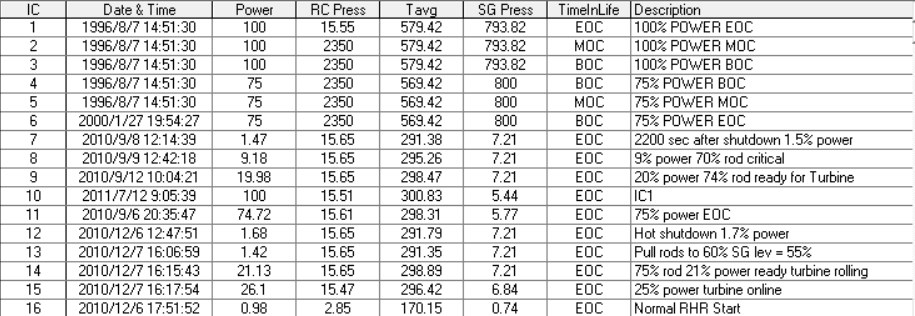 IC Date & Time Power RC Press Tavg SG Press TimeInLife Description
1 1996/8/7 14:51:30 100 15.55 579.42 793.82 EOC 100% POWER EOC
2 1996/8/7 14:51:30 100 2350 579.42 793.82 MOC 100% POWER MOC
3 1996/8/7 14:51:30 100 2350 579.42 793.82 BOC 100% POWER BOC
4 1996/8/7 14:51:30 75 2350 569.42 800 BOC 75% POWER BOC
5 1996/8/7 14:51:30 75 2350 569.42 800 MOC 75% POWER MOC
6 2000/1/27 19:54:27 75 2350 569.42 800 BOC 75% POWER EOC
7 2010/9/8 12:14:39 1.47 15.65 291.38 7.21 EOC 2200 sec after shutdown 1.5% power
8 2010/9/9 12:42:18 9.18 15.65 295.26 7.21 EOC 9% power 70% rod critical
9 2010/9/12 10:04:21 19.98 15.65 298.47 7.21 EOC 20% power 74% rod ready for Turbine
10 2011/7/12 9:05:39 100 15.51 300.83 5.44 EOC IC1
11 2010/9/6 20:35:47 74.72 15.61 298.31 5.77 EOC 75% power EOC
12 2010/12/6 12:47:51 1.68 15.65 291.79 7.21 EOC Hot shutdown 1.7% power
13 2010/12/7 16:06:59 1.42 15.65 291.35 7.21 EOC Pull rods to 60% SG lev = 55%
14 2010/12/7 16:15:43 21.13 15.65 298.89 7.21 EOC 75% rod 21% power ready turbine rolling
15 2010/12/7 16:17:54 26.1 15.47 296.42 6.84 EOC 25% power turbine online
16 2010/12/6 17:51:52 0.98 2.85 170.15 0.74 EOC Normal RHR Start